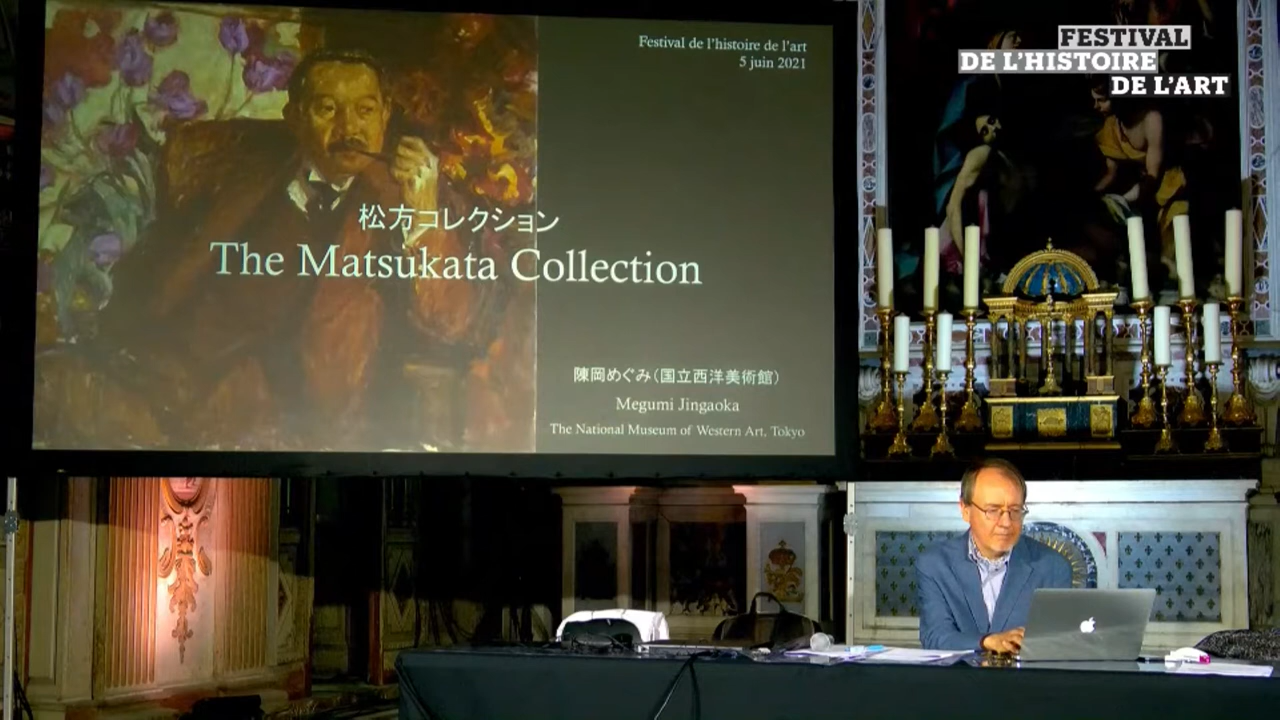 Festival de l'histoire de l'art
5 juin 2021
松方コレクション
The Matsukata Collection
陳岡めぐみ（国立西洋美術館）
Megumi Jingaoka
The National Museum of Western Art, Tokyo
FESTIVAL
DE L'HISTOIRE
DE L'ART